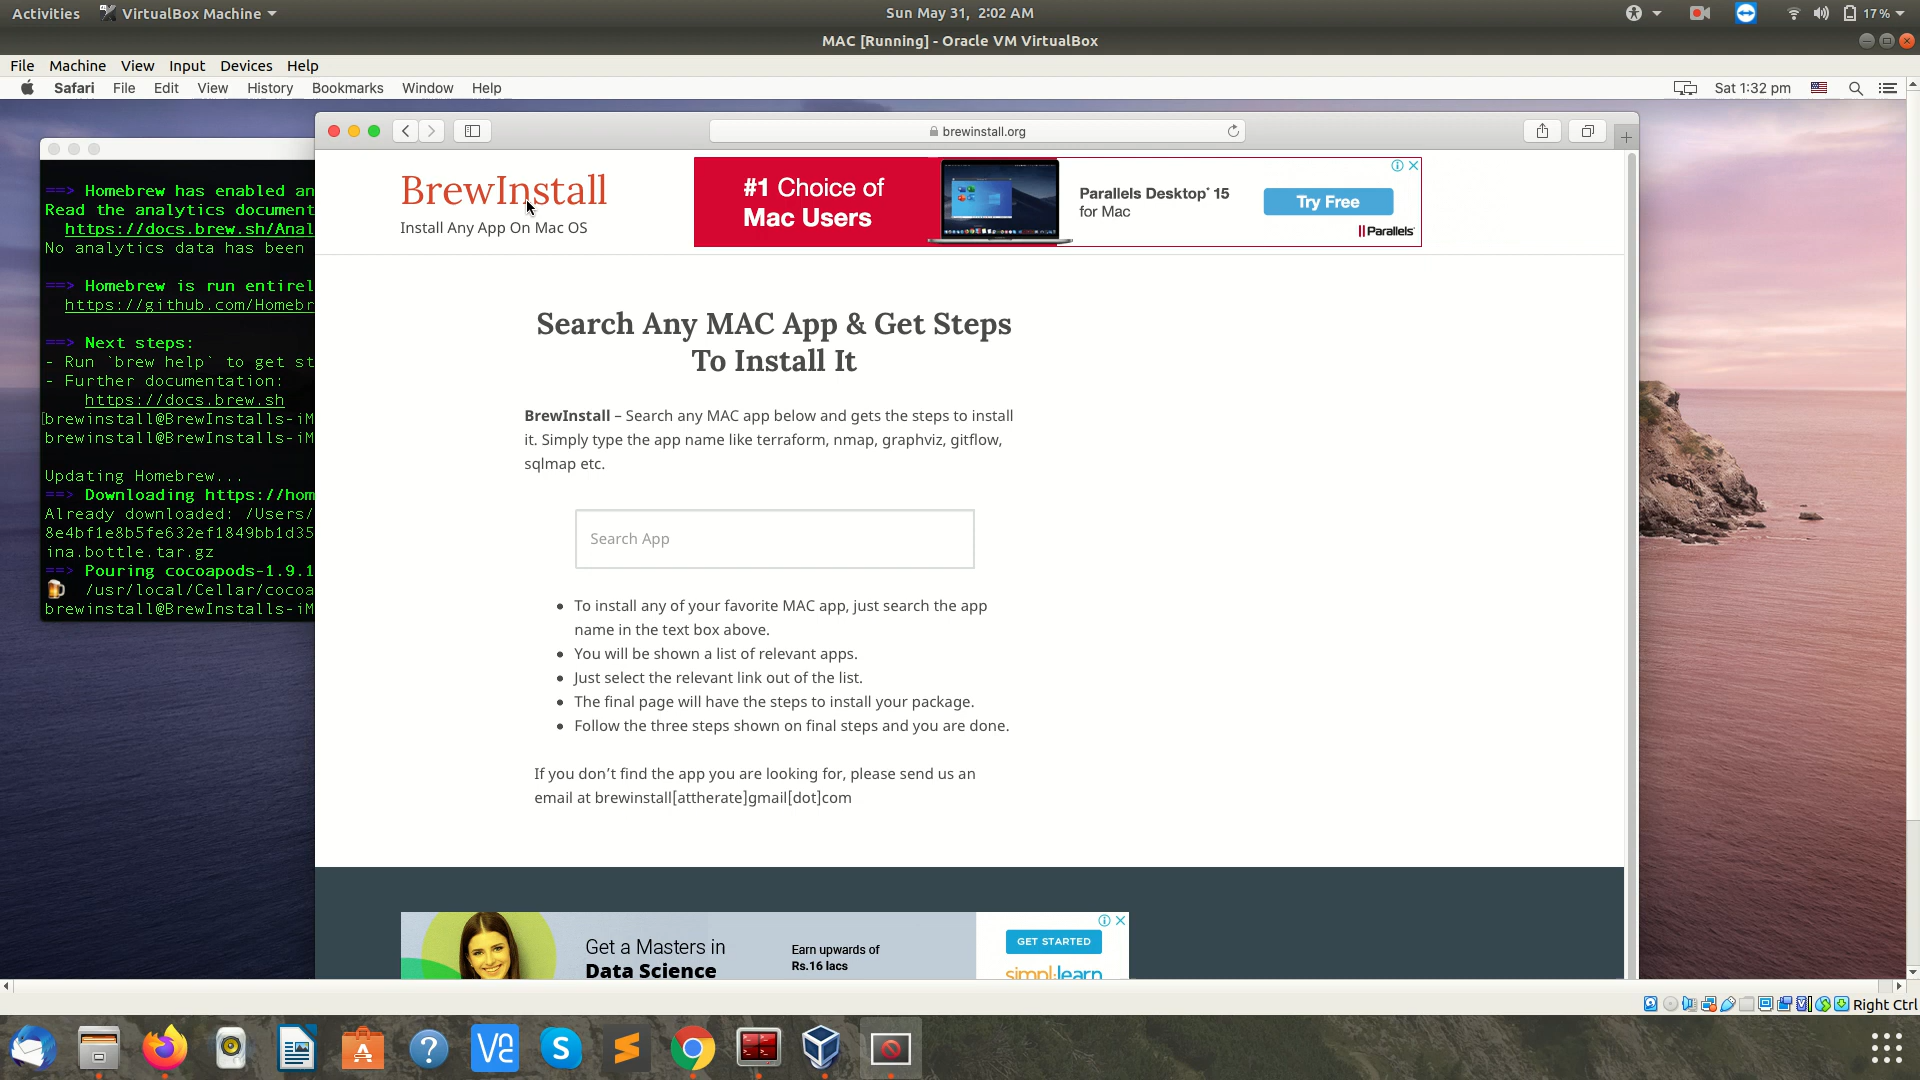 Activities
VirtualBox Machine
Sun May 31, 2:02 AM
17%
MAC [Running] - Oracle VM VirtualBox
File Machine View Input Devices Help
Safari File Edit View History Bookmarks Window Help
Sat 1:32 pm
brewinstall.org
==> Homebrew has enabled an
Read the analytics document
https://docs.brew.sh/Anal
No analytics data has been
==> Homebrew is run entirel
https://github.com/Homebr
==> Next steps:
- Run `brew help` to get st
- Further documentation:
https://docs.brew.sh
[brewinstall@BrewInstalls-iM
brewinstall@BrewInstalls-iM
Updating Homebrew...
==> Downloading https://hom
Already downloaded: /Users/
8e4bf1e8b5fe632ef1849bb1d35
ina.bottle.tar.gz
==> Pouring cocoapods-1.9.1
/usr/local/Cellar/cocoa
brewinstall@BrewInstalls-iM
BrewInstall
Install Any App On Mac OS
#1 Choice of
Mac Users
Parallels Desktop® 15
for Mac
Try Free
Parallels
Search Any MAC App & Get Steps
To Install It
BrewInstall – Search any MAC app below and gets the steps to install
it. Simply type the app name like terraform, nmap, graphviz, gitflow,
sqlmap etc.
Search App
• To install any of your favorite MAC app, just search the app
name in the text box above.
• You will be shown a list of relevant apps.
• Just select the relevant link out of the list.
• The final page will have the steps to install your package.
• Follow the three steps shown on final steps and you are done.
If you don’t find the app you are looking for, please send us an
email at brewinstall[attherate]gmail[dot]com
Get a Masters in
Data Science
Earn upwards of
Rs.16 lacs
GET STARTED
simplilearn
Right Ctrl